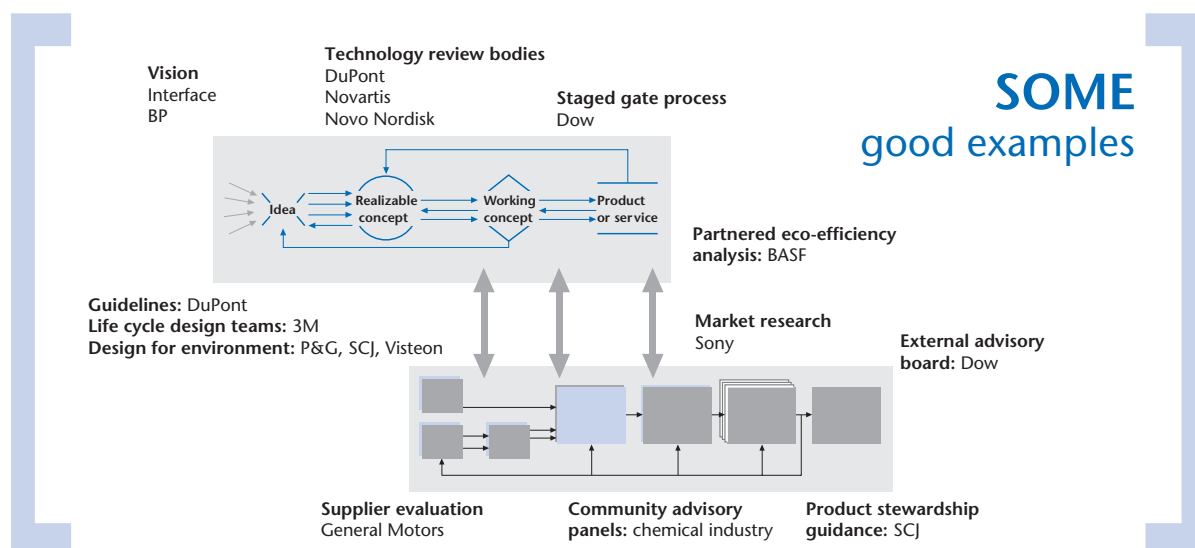 SOME
good examples
Vision
Interface
BP
Technology review bodies
DuPont
Novartis
Novo Nordisk
Staged gate process
Dow
Idea
Realizable
concept
Working
concept
Product
or service
Partnered eco-efficiency
analysis: BASF
Guidelines: DuPont
Life cycle design teams: 3M
Design for environment: P&G, SCJ, Visteon
Market research
Sony
External advisory
board: Dow
Supplier evaluation
General Motors
Community advisory
panels: chemical industry
Product stewardship
guidance: SCJ